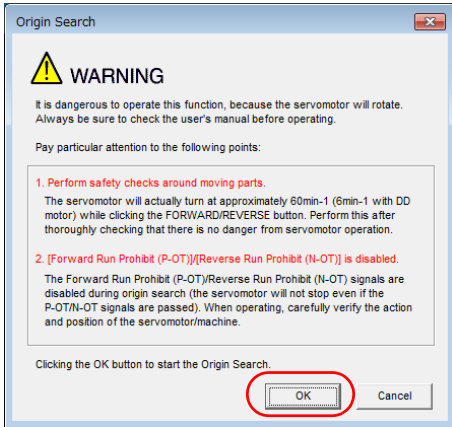 Origin Search
WARNING
It is dangerous to operate this function, because the servomotor will rotate.
Always be sure to check the user's manual before operating.
Pay particular attention to the following points:
1. Perform safety checks around moving parts.
The servomotor will actually turn at approximately 60min-1 (6min-1 with DD
motor) while clicking the FORWARD/REVERSE button. Perform this after
thoroughly checking that there is no danger from servomotor operation.
2. [Forward Run Prohibit (P-OT)]/[Reverse Run Prohibit (N-OT)] is disabled.
The Forward Run Prohibit (P-OT)/Reverse Run Prohibit (N-OT) signals are
disabled during origin search (the servomotor will not stop even if the
P-OT/N-OT signals are passed). When operating, carefully verify the action
and position of the servomotor/machine.
Clicking the OK button to start the Origin Search.
OK
Cancel